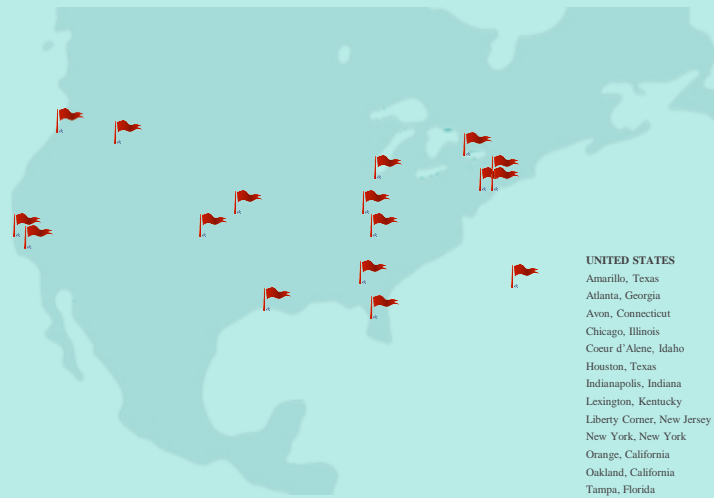 UNITED STATES
Amarillo, Texas
Atlanta, Georgia
Avon, Connecticut
Chicago, Illinois
Coeur d’Alene, Idaho
Houston, Texas
Indianapolis, Indiana
Lexington, Kentucky
Liberty Corner, New Jersey
New York, New York
Orange, California
Oakland, California
Tampa, Florida